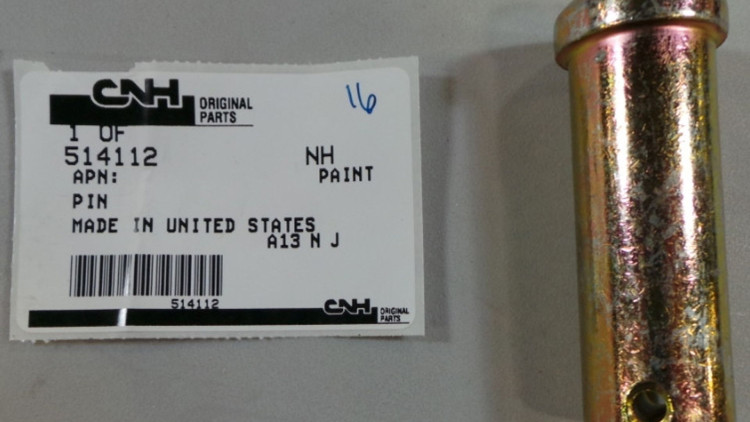 CNH ORIGINAL PARTS
16
1 OF
514112 NH
APN: PAINT
PIN
MADE IN UNITED STATES
A13 N J
514112
CNH ORIGINAL PARTS